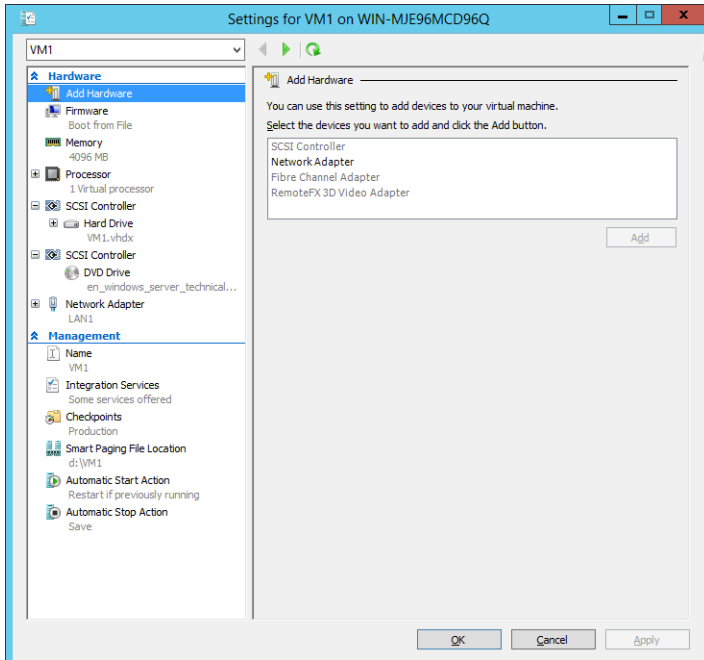 Settings for VM1 on WIN-MJE96MCD96Q
VM1
Hardware
Add Hardware
Firmware
Boot from File
Memory
4096 MB
Processor
1 Virtual processor
SCSI Controller
Hard Drive
VM1.vhdx
SCSI Controller
DVD Drive
en_windows_server_technical...
Network Adapter
LAN1
Management
Name
VM1
Integration Services
Some services offered
Checkpoints
Production
Smart Paging File Location
d:\VM1
Automatic Start Action
Restart if previously running
Automatic Stop Action
Save
Add Hardware
You can use this setting to add devices to your virtual machine.
Select the devices you want to add and click the Add button.
SCSI Controller
Network Adapter
Fibre Channel Adapter
RemoteFX 3D Video Adapter
Add
OK
Cancel
Apply